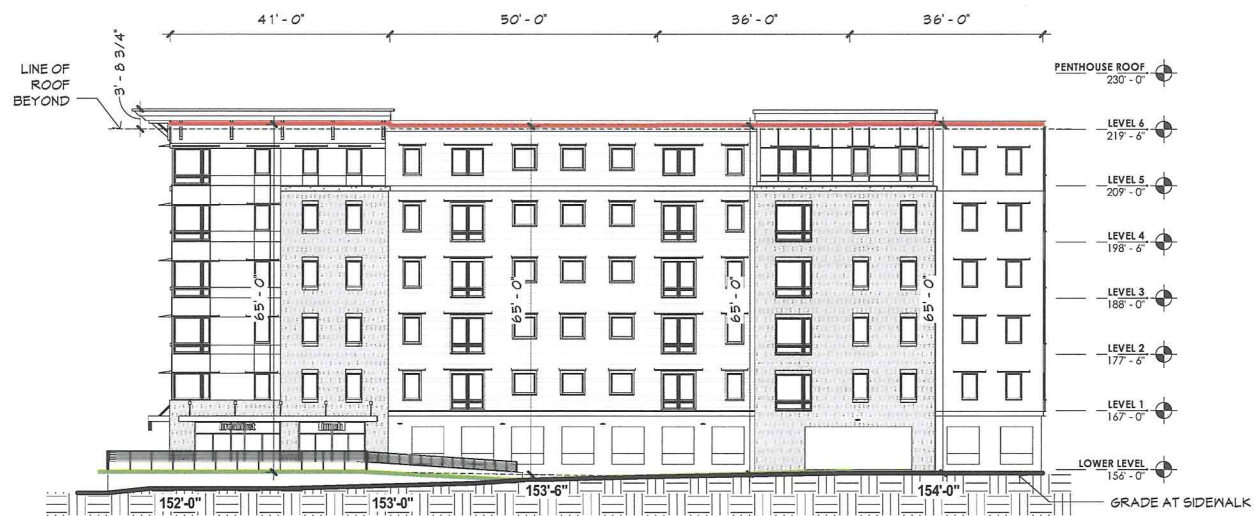 41' - 0"
50' - 0"
36' - 0"
36' - 0"
3' - 8 3/4"
LINE OF
ROOF
BEYOND
PENTHOUSE ROOF
230' - 0"
LEVEL 6
219' - 6"
LEVEL 5
209' - 0"
LEVEL 4
198' - 6"
LEVEL 3
188' - 0"
LEVEL 2
177' - 6"
LEVEL 1
167' - 0"
LOWER LEVEL
156' - 0"
65' - 0"
65' - 0"
65' - 0"
65' - 0"
breakfast
lunch
152'-0"
153'-0"
153'-6"
154'-0"
GRADE AT SIDEWALK